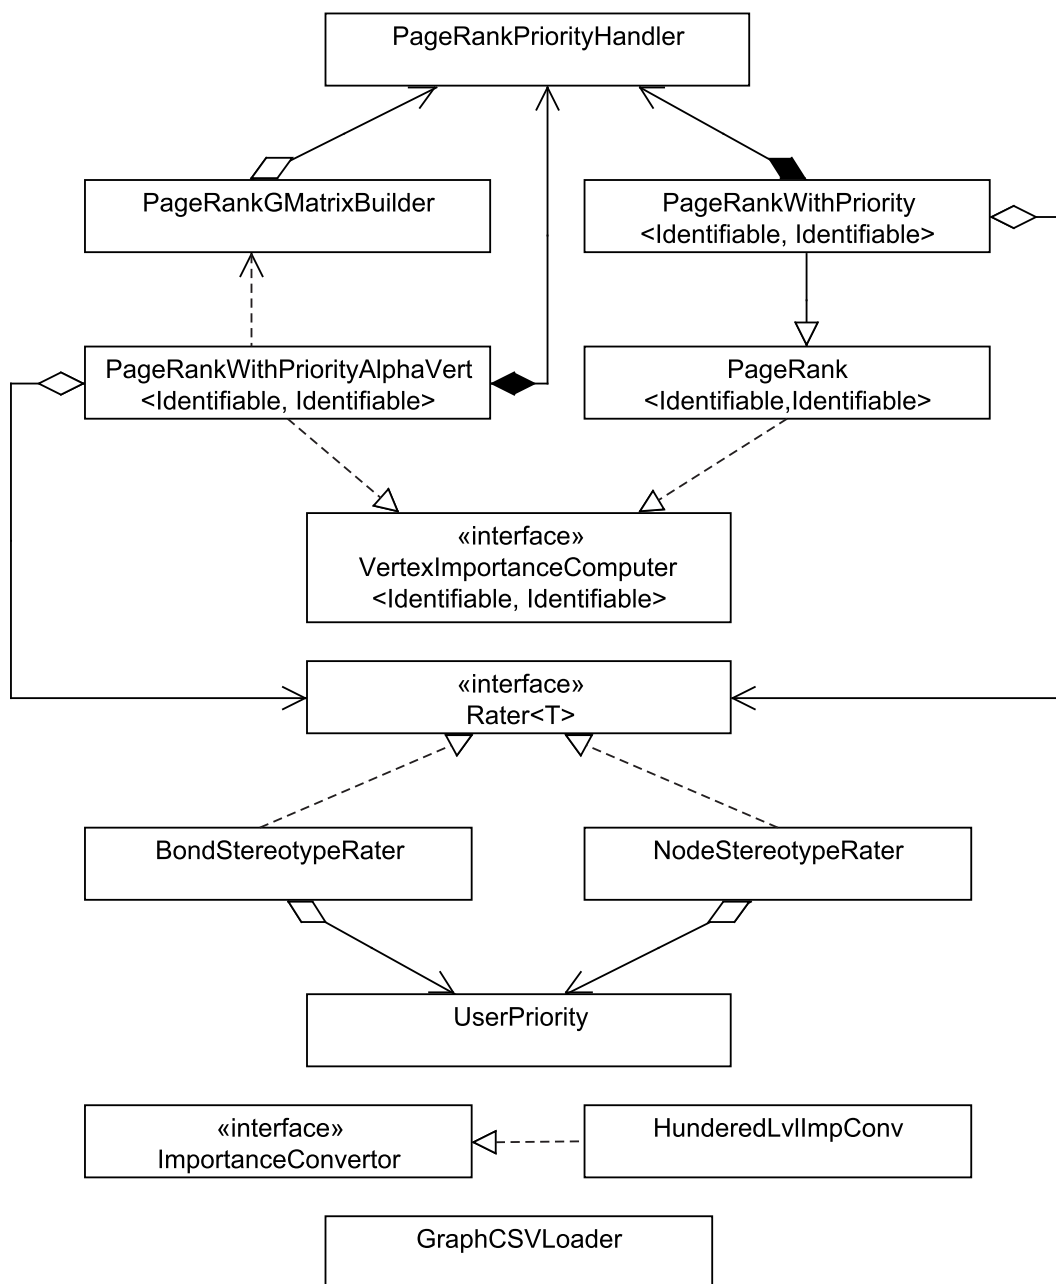 PageRankPriorityHandler
PageRankGMatrixBuilder
PageRankWithPriority
<Identifiable, Identifiable>
PageRankWithPriorityAlphaVert
<Identifiable, Identifiable>
PageRank
<Identifiable,Identifiable>
«interface»
VertexImportanceComputer
<Identifiable, Identifiable>
«interface»
Rater<T>
BondStereotypeRater
NodeStereotypeRater
UserPriority
«interface»
ImportanceConvertor
HunderedLvlImpConv
GraphCSVLoader